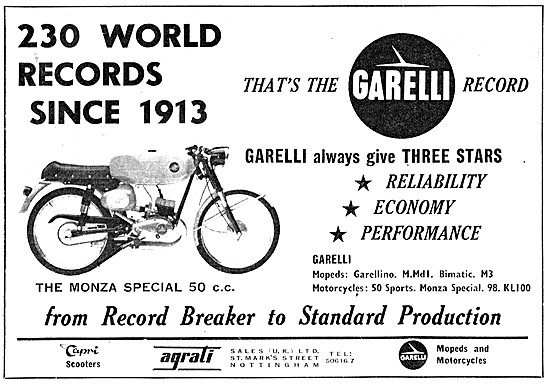 230 WORLD
RECORDS
SINCE 1913
THAT'S THE GARELLI RECORD
GARELLI always give THREE STARS
★ RELIABILITY
★ ECONOMY
★ PERFORMANCE
THE MONZA SPECIAL 50 c.c.
GARELLI
Mopeds: Garellino. M.Md1. Bimatic. M3
Motorcycles: 50 Sports. Monza Special. 98. KL100
from Record Breaker to Standard Production
Capri
Scooters
agrati
SALES (U.K.) LTD.
ST. MARK'S STREET
NOTTINGHAM
TEL:
50616 7
GARELLI
Mopeds and
Motorcycles